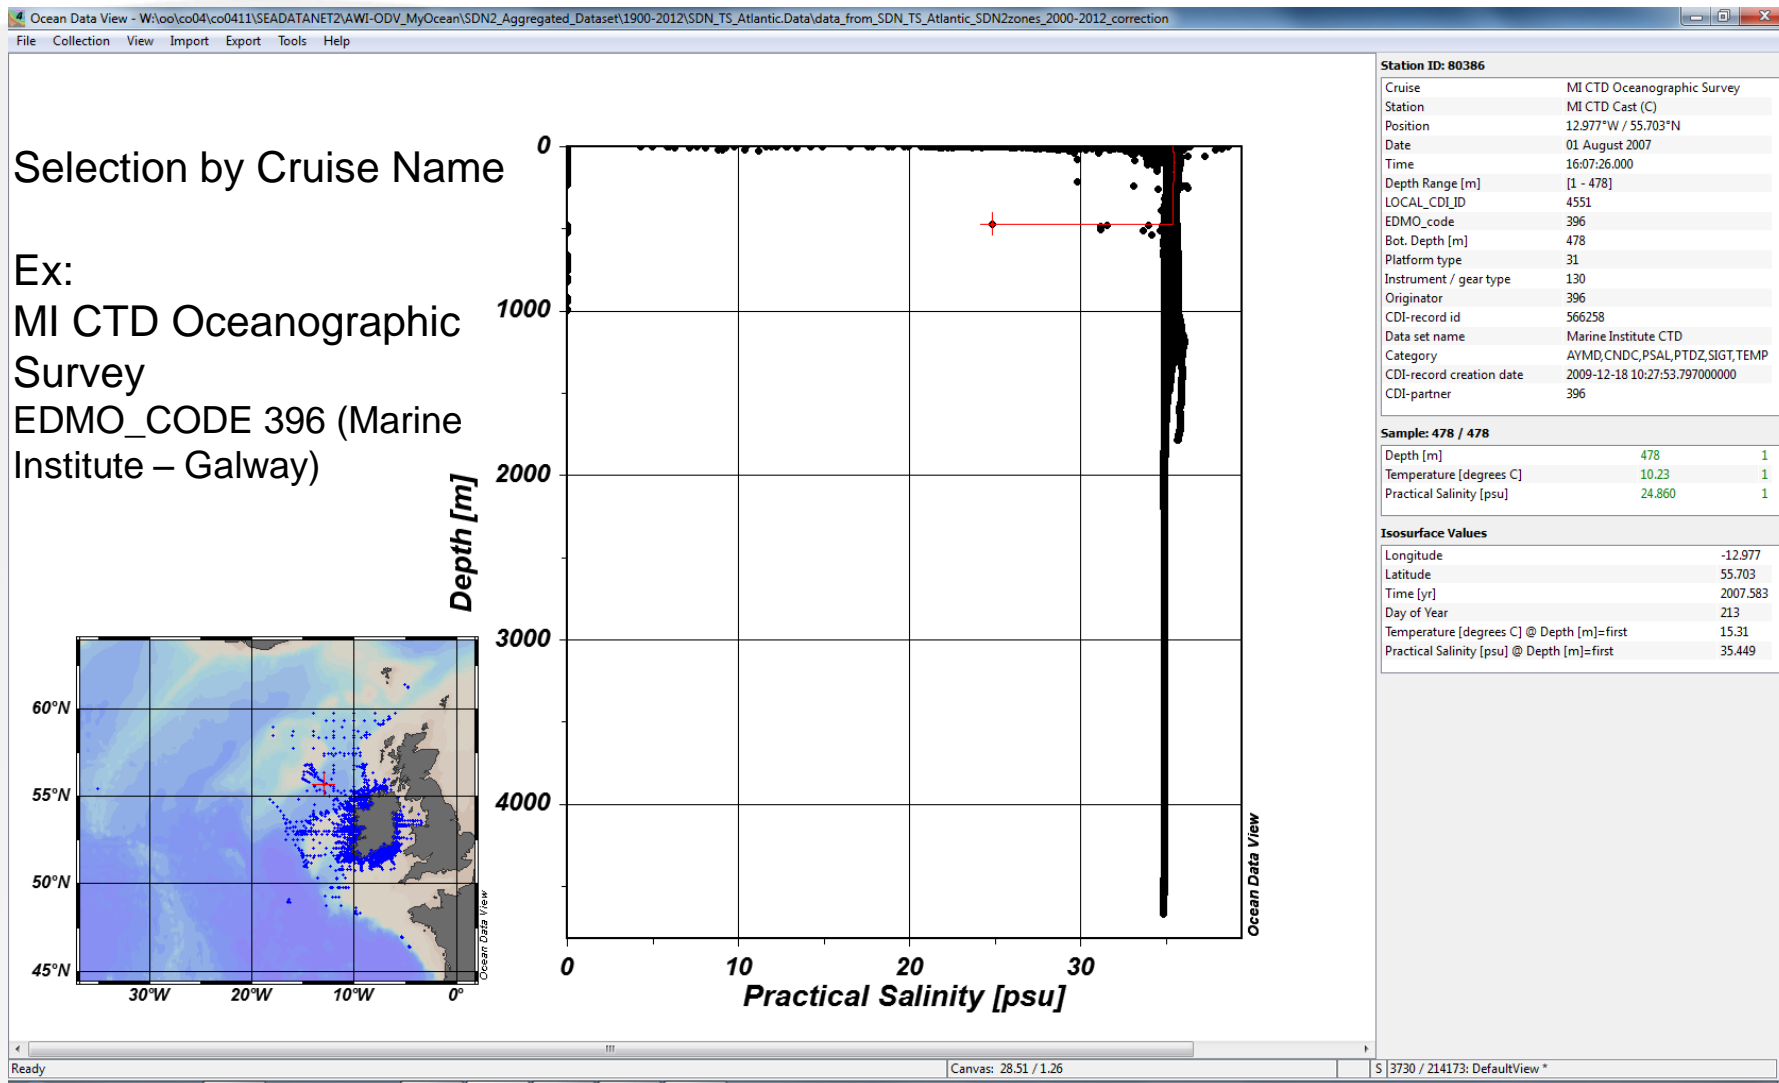 Ocean Data View - W:\oo\co04\co0411\SEADATANET2\AWI-ODV_MyOcean\SDN2_Aggregated_Dataset\1900-2012\SDN_TS_Atlantic.Data\data_from_SDN_TS_Atlantic_SDN2zones_2000-2012_correction
File Collection View Import Export Tools Help
Selection by Cruise Name
Ex:
MI CTD Oceanographic
Survey
EDMO_CODE 396 (Marine
Institute – Galway)
0
1000
2000
3000
4000
Depth [m]
0 10 20 30
Practical Salinity [psu]
Ocean Data View
60°N
55°N
50°N
45°N
30°W 20°W 10°W 0°
Ocean Data View
Station ID: 80386
Cruise MI CTD Oceanographic Survey
Station MI CTD Cast (C)
Position 12.977°W / 55.703°N
Date 01 August 2007
Time 16:07:26.000
Depth Range [m] [1 - 478]
LOCAL_CDI_ID 4551
EDMO_code 396
Bot. Depth [m] 478
Platform type 31
Instrument / gear type 130
Originator 396
CDI-record id 566258
Data set name Marine Institute CTD
Category AYMD,CNDC,PSAL,PTDZ,SIGT,TEMP
CDI-record creation date 2009-12-18 10:27:53.797000000
CDI-partner 396
Sample: 478 / 478
Depth [m] 478 1
Temperature [degrees C] 10.23 1
Practical Salinity [psu] 24.860 1
Isosurface Values
Longitude -12.977
Latitude 55.703
Time [yr] 2007.583
Day of Year 213
Temperature [degrees C] @ Depth [m]=first 15.31
Practical Salinity [psu] @ Depth [m]=first 35.449
Ready
Canvas: 28.51 / 1.26
S 3730 / 214173: DefaultView *